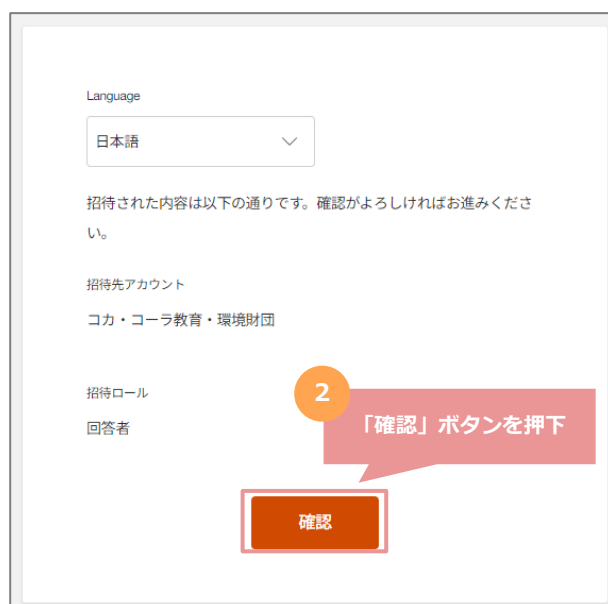 Language
日本語
招待された内容は以下の通りです。確認がよろしければお進みくださ
い。
招待先アカウント
コカ・コーラ教育・環境財団
招待ロール
回答者
2
「確認」ボタンを押下
確認